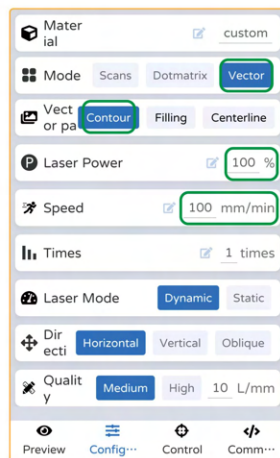 Mater
ial
custom
Mode Scans Dotmatrix Vector
Vect
or pa
Contour Filling Centerline
Laser Power 100 %
Speed 100 mm/min
Times 1 times
Laser Mode Dynamic Static
Dir
ecti
Horizontal Vertical Oblique
Qualit
y
Medium High 10 L/mm
Preview Config… Control Comm…